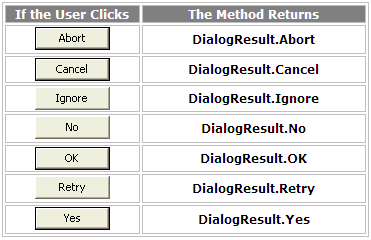 If the User Clicks The Method Returns
Abort DialogResult.Abort
Cancel DialogResult.Cancel
Ignore DialogResult.Ignore
No DialogResult.No
OK DialogResult.OK
Retry DialogResult.Retry
Yes DialogResult.Yes